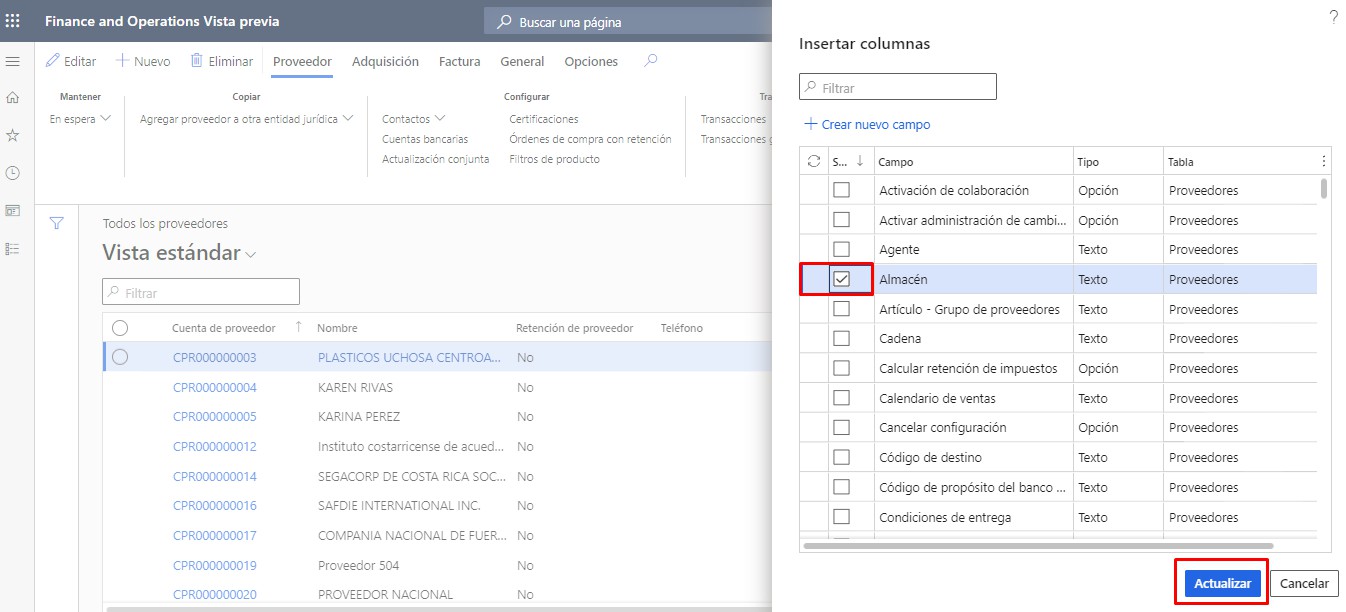 Finance and Operations Vista previa
Buscar una página
Editar
Nuevo
Eliminar
Proveedor
Adquisición
Factura
General
Opciones
Mantener
En espera
Copiar
Agregar proveedor a otra entidad jurídica
Configurar
Contactos
Cuentas bancarias
Actualización conjunta
Certificaciones
Órdenes de compra con retención
Filtros de producto
Tra
Transacciones
Transacciones g
Todos los proveedores
Vista estándar
Filtrar
Cuenta de proveedor Nombre Retención de proveedor Teléfono
CPR000000003 PLASTICOS UCHOSA CENTROA... No
CPR000000004 KAREN RIVAS No
CPR000000005 KARINA PEREZ No
CPR000000012 Instituto costarricense de acued... No
CPR000000014 SEGACORP DE COSTA RICA SOC... No
CPR000000016 SAFDIE INTERNATIONAL INC. No
CPR000000017 COMPANIA NACIONAL DE FUER... No
CPR000000019 Proveedor 504 No
CPR000000020 PROVEEDOR NACIONAL No
?
Insertar columnas
Filtrar
Crear nuevo campo
S... Campo Tipo Tabla
Activación de colaboración Opción Proveedores
Activar administración de cambi... Opción Proveedores
Agente Texto Proveedores
Almacén Texto Proveedores
Artículo - Grupo de proveedores Texto Proveedores
Cadena Texto Proveedores
Calcular retención de impuestos Opción Proveedores
Calendario de ventas Texto Proveedores
Cancelar configuración Opción Proveedores
Código de destino Texto Proveedores
Código de propósito del banco ... Texto Proveedores
Condiciones de entrega Texto Proveedores
Actualizar
Cancelar